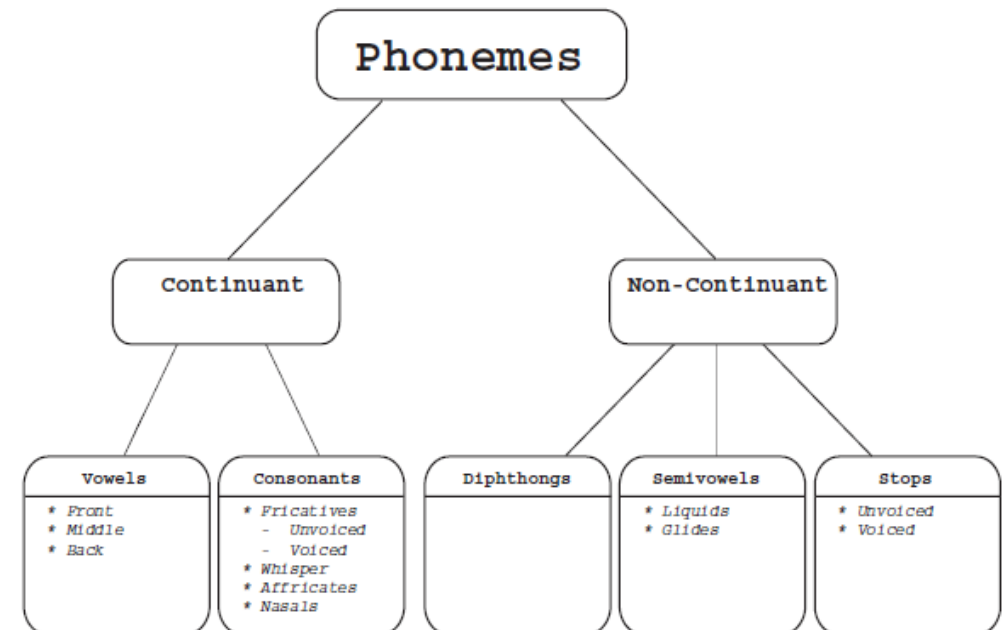 Phonemes
Continuant
Non-Continuant
Vowels
* Front
* Middle
* Back
Consonants
* Fricatives
- Unvoiced
- Voiced
* Whisper
* Affricates
* Nasals
Diphthongs
Semivowels
* Liquids
* Glides
Stops
* Unvoiced
* Voiced